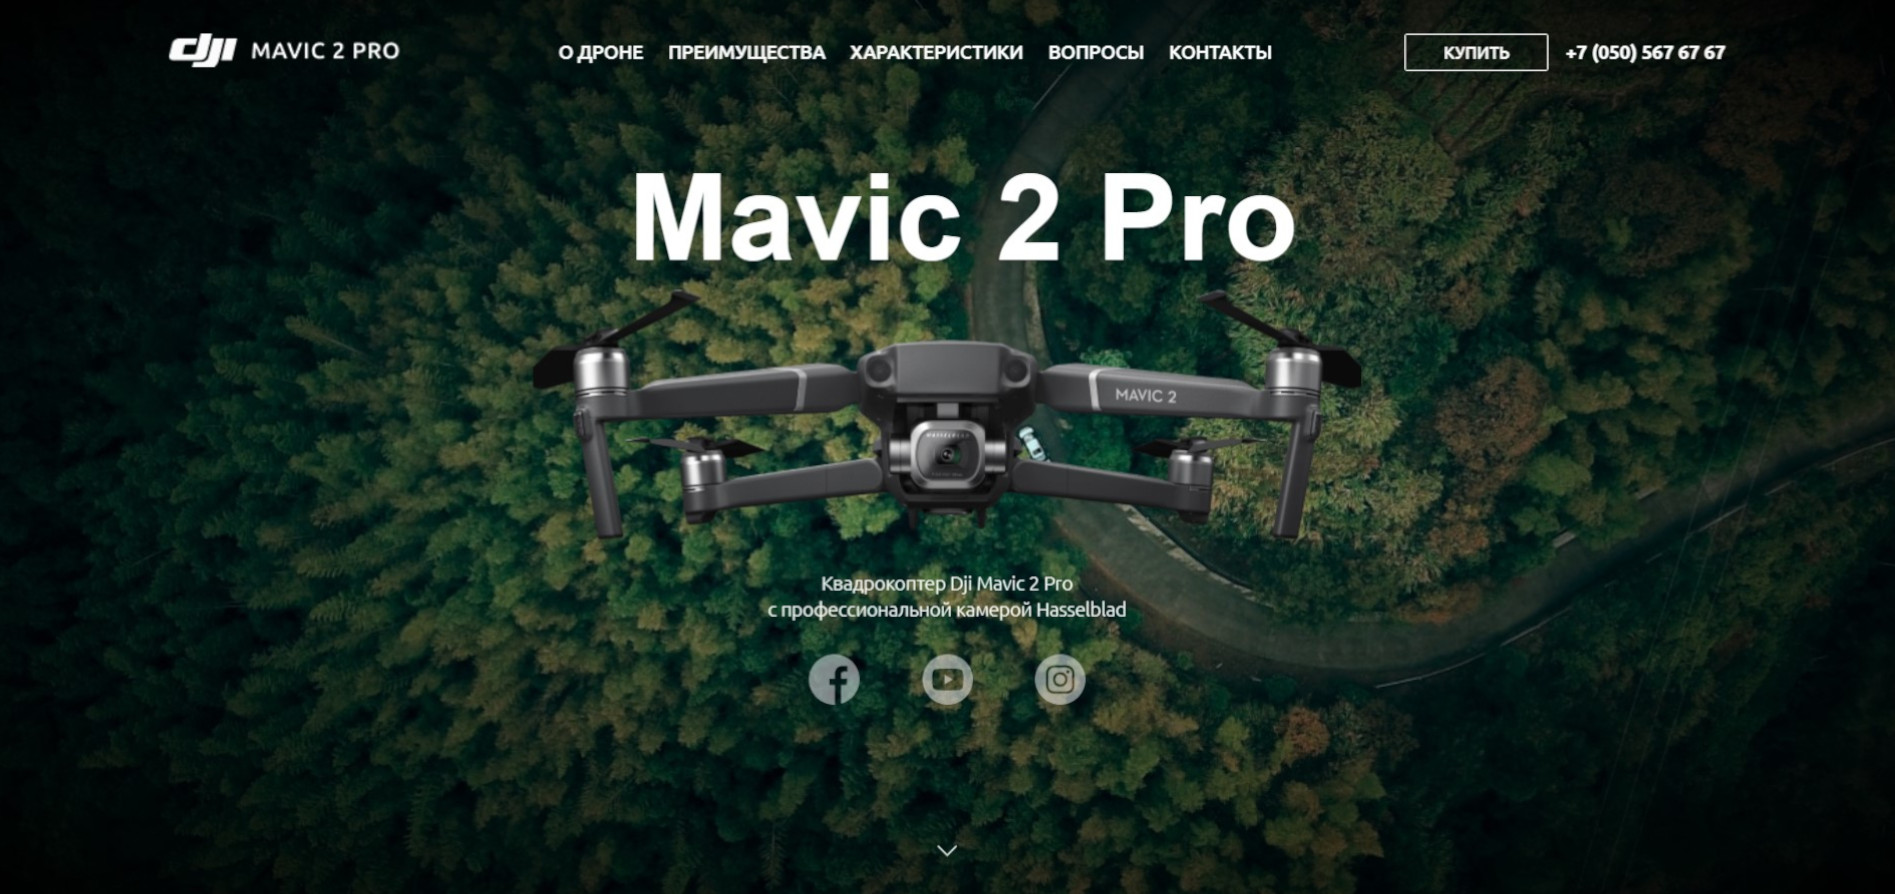 dji MAVIC 2 PRO
О ДРОНЕ ПРЕИМУЩЕСТВА ХАРАКТЕРИСТИКИ ВОПРОСЫ КОНТАКТЫ
КУПИТЬ +7 (050) 567 67 67
Mavic 2 Pro
MAVIC 2
HASSELBLAD
Квадрокоптер Dji Mavic 2 Pro
с профессиональной камерой Hasselblad